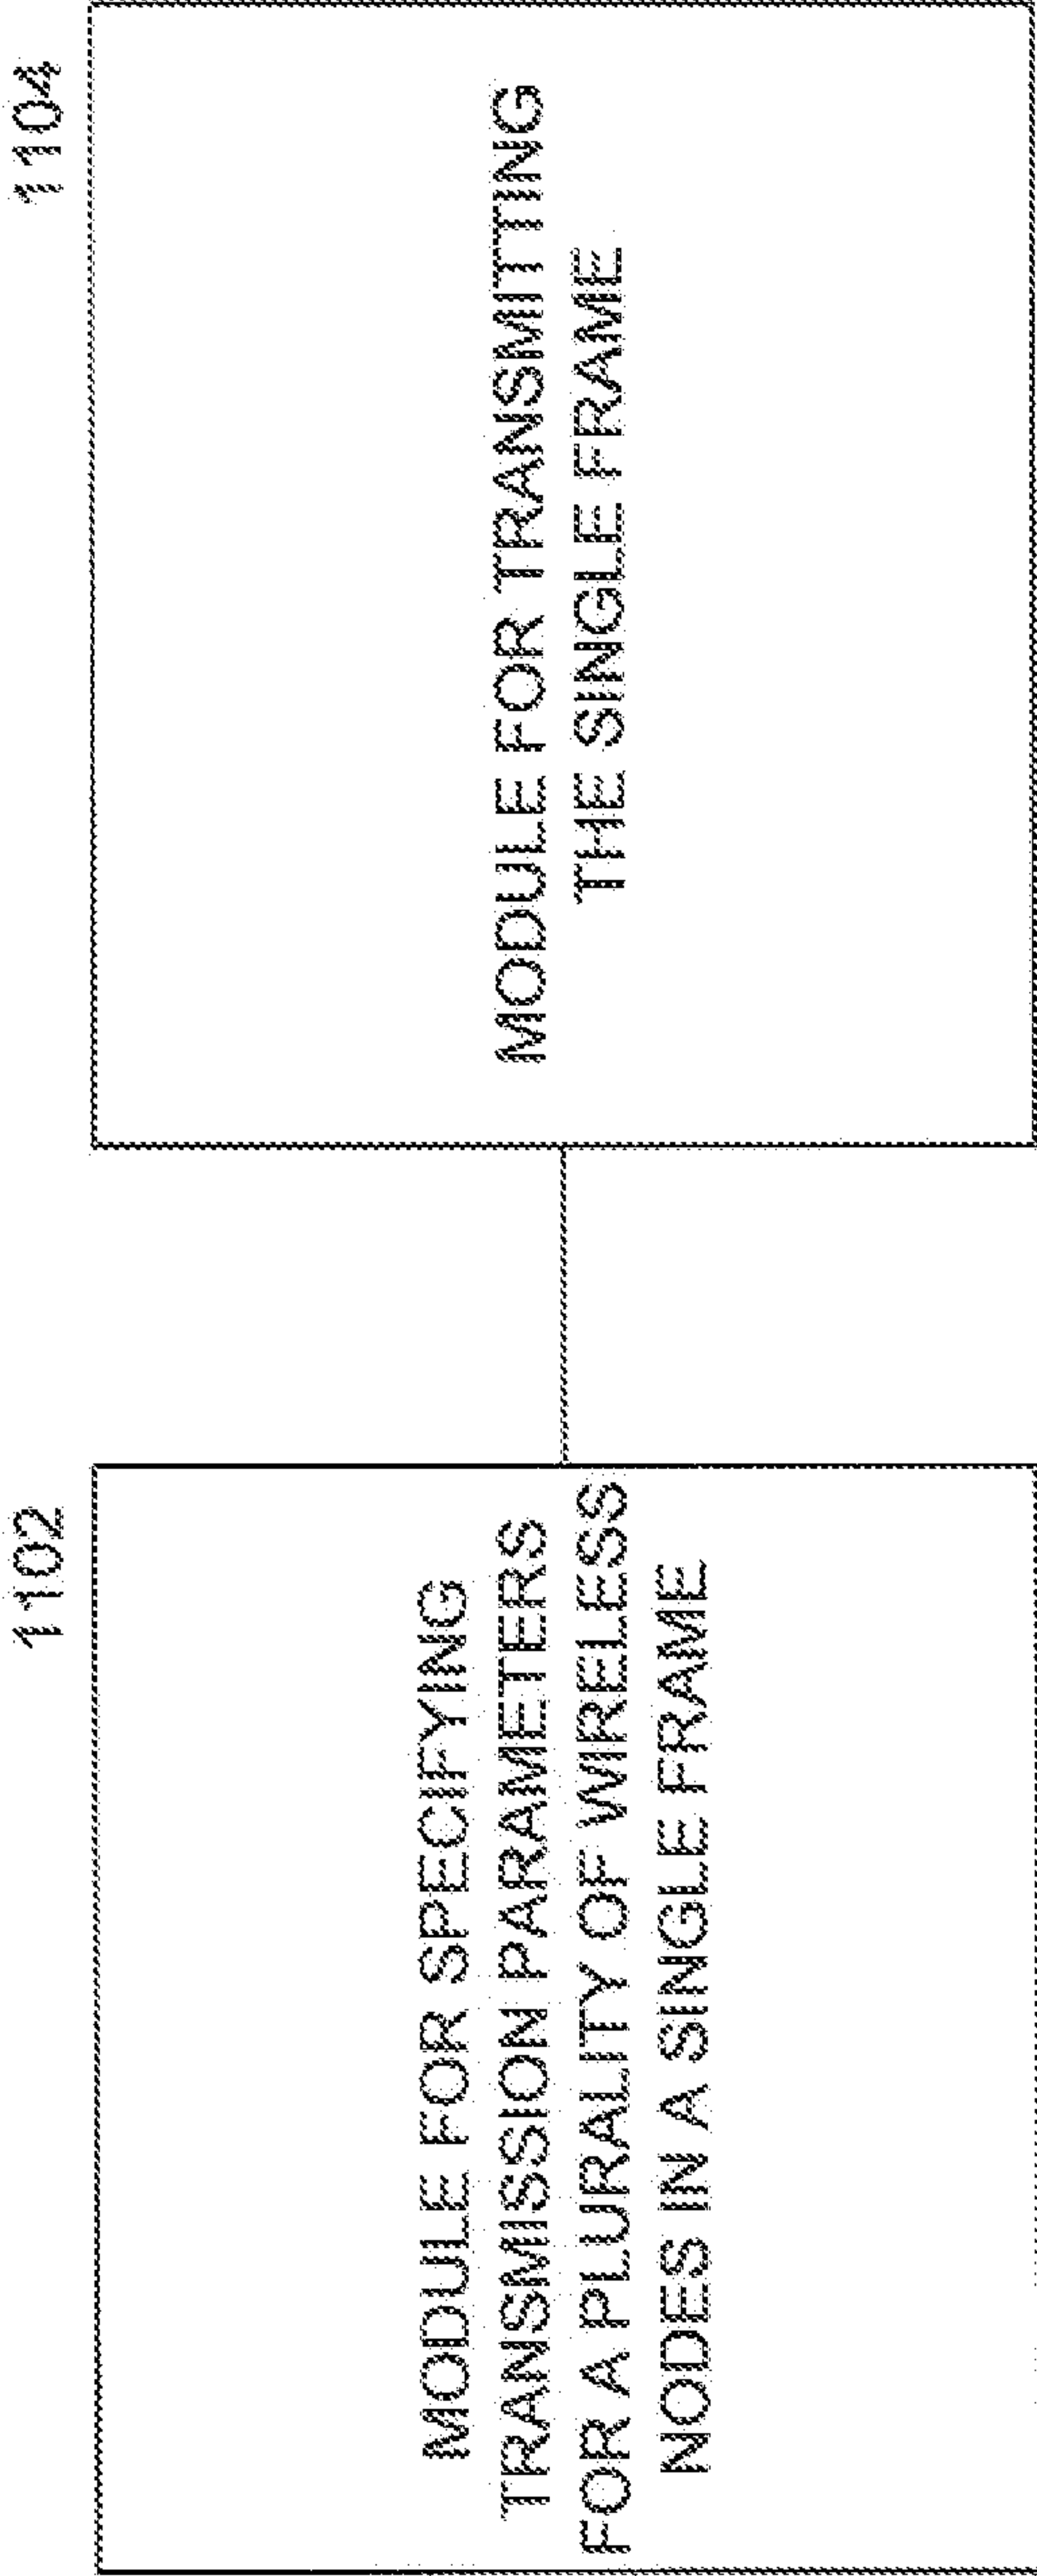 1102
MODULE FOR SPECIFYING
TRANSMISSION PARAMETERS
FOR A PLURALITY OF WIRELESS
NODES IN A SINGLE FRAME
1104
MODULE FOR TRANSMITTING
THE SINGLE FRAME